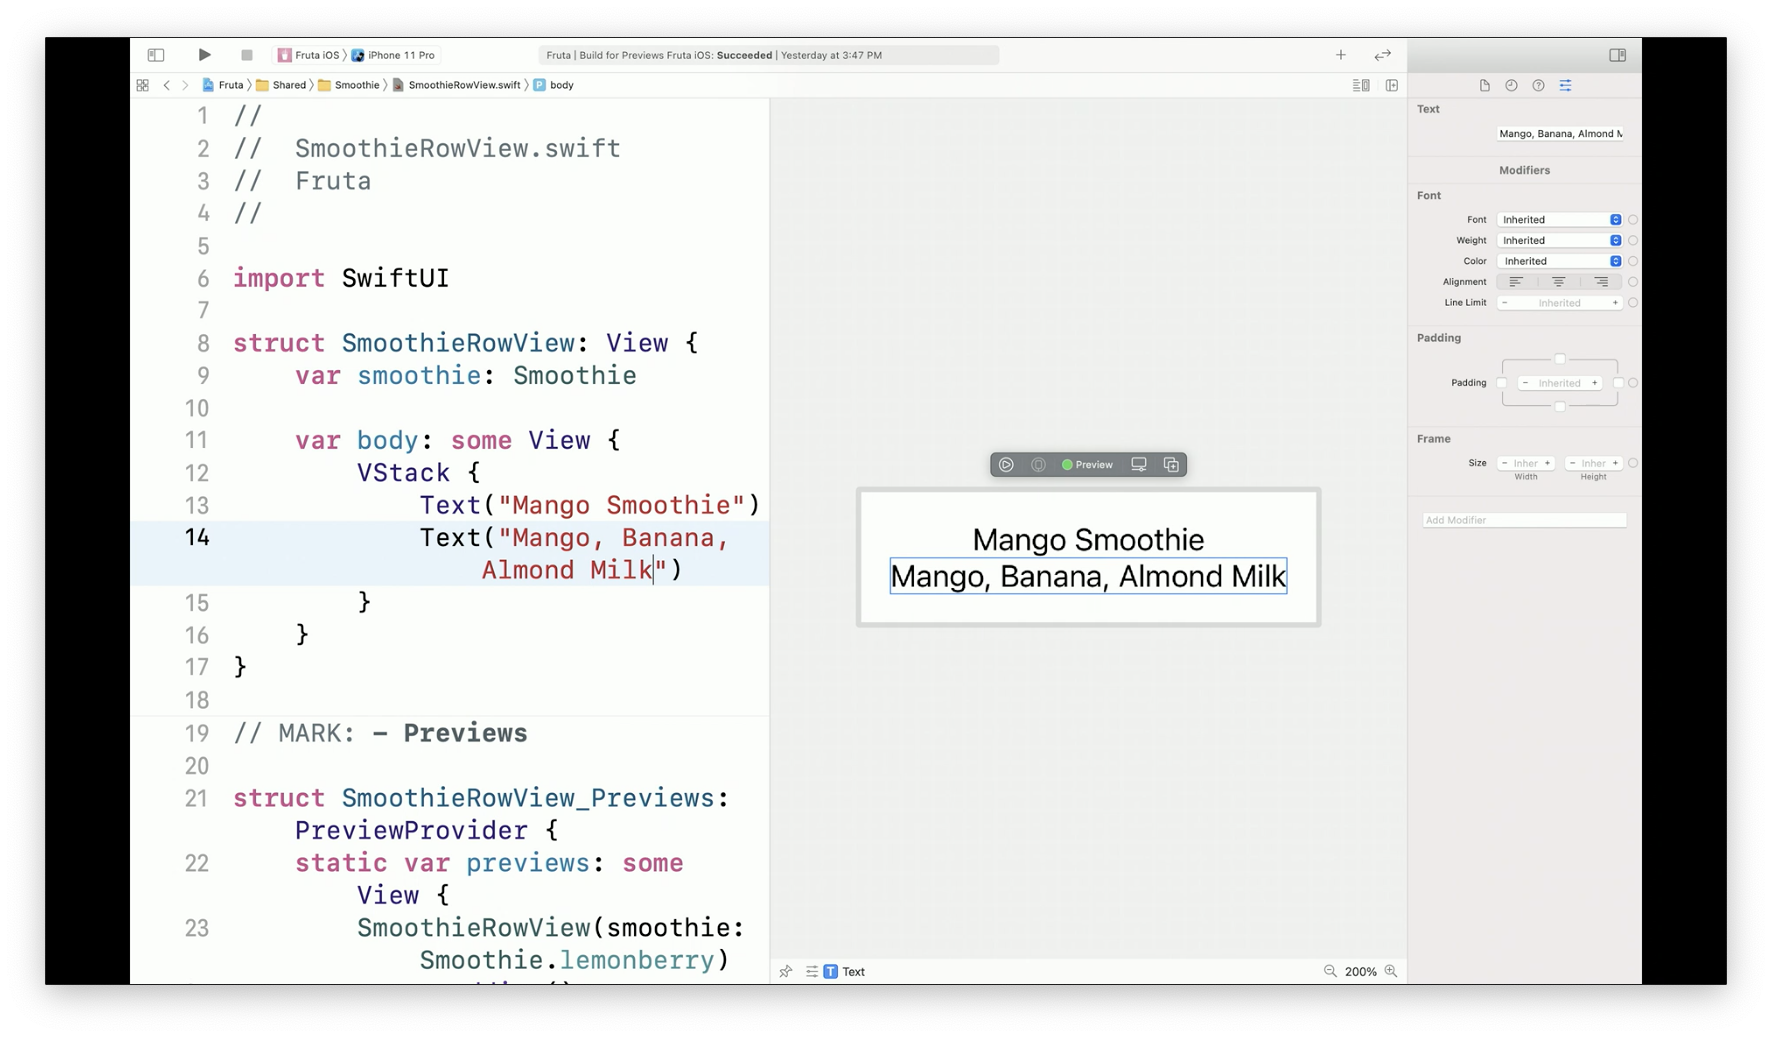 Fruta iOS 〉 iPhone 11 Pro
Fruta | Build for Previews Fruta iOS: Succeeded | Yesterday at 3:47 PM
Fruta 〉 Shared 〉 Smoothie 〉 SmoothieRowView.swift 〉 P body
1 //
2 //  SmoothieRowView.swift
3 //  Fruta
4 //
5
6 import SwiftUI
7
8 struct SmoothieRowView: View {
9     var smoothie: Smoothie
10
11     var body: some View {
12         VStack {
13             Text("Mango Smoothie")
14             Text("Mango, Banana,
Almond Milk")
15         }
16     }
17 }
18
19 // MARK: - Previews
20
21 struct SmoothieRowView_Previews:
PreviewProvider {
22     static var previews: some
View {
23         SmoothieRowView(smoothie:
Smoothie.lemonberry)
Preview
Mango Smoothie
Mango, Banana, Almond Milk
T Text
200%
Text
Mango, Banana, Almond M
Modifiers
Font
Font Inherited
Weight Inherited
Color Inherited
Alignment
Line Limit − Inherited +
Padding
Padding − Inherited +
Frame
Size − Inher + − Inher +
Width Height
Add Modifier